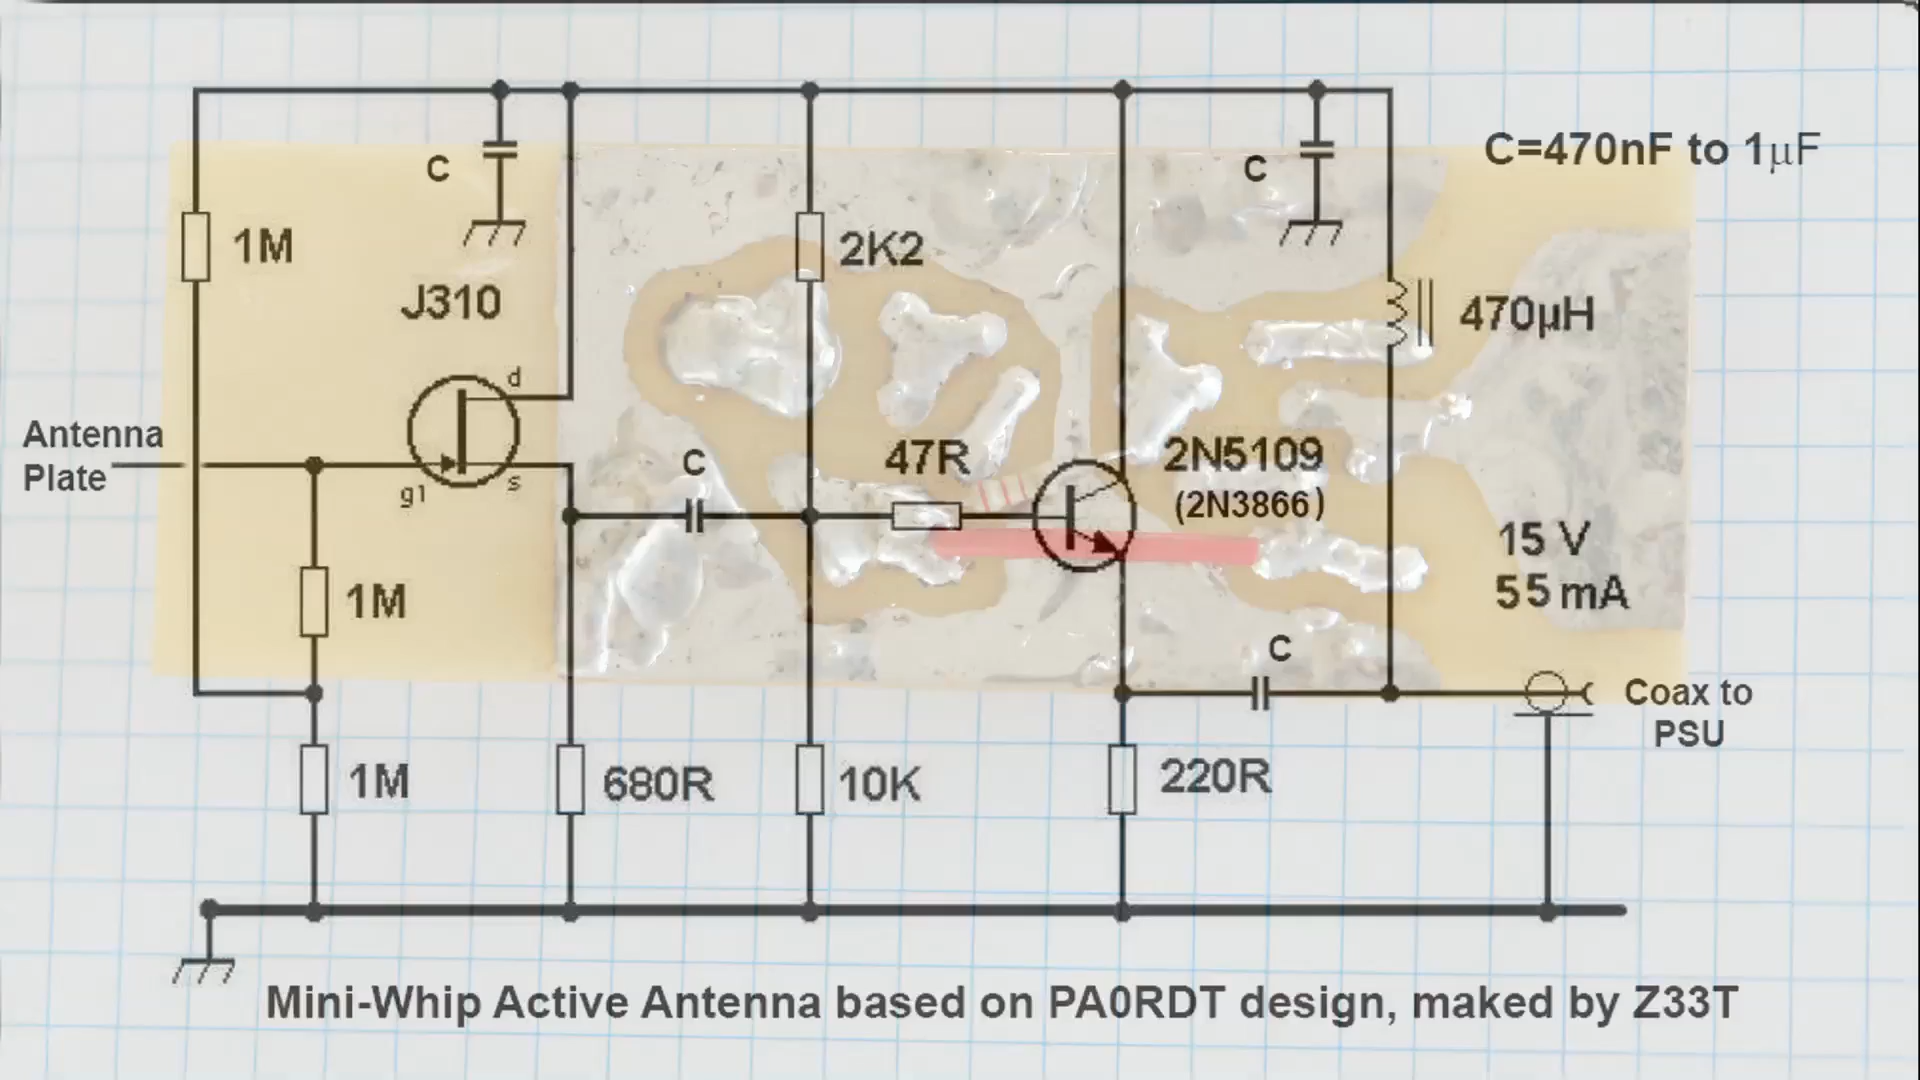 C=470nF to 1µF
C
C
1M
2K2
J310
470µH
d
Antenna
Plate
g1
s
C
47R
2N5109
(2N3866)
15 V
55 mA
1M
C
Coax to
PSU
1M
680R
10K
220R
Mini-Whip Active Antenna based on PA0RDT design, maked by Z33T